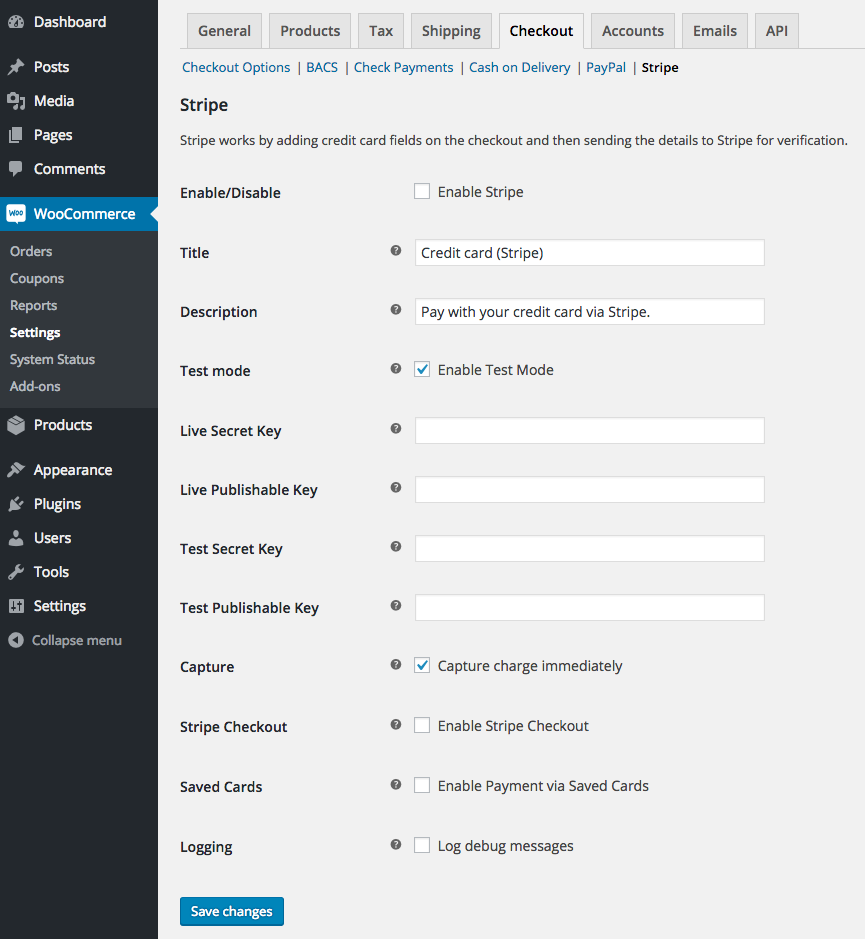 Dashboard
Posts
Media
Pages
Comments
WOO WooCommerce
Orders
Coupons
Reports
Settings
System Status
Add-ons
Products
Appearance
Plugins
Users
Tools
Settings
Collapse menu
General Products Tax Shipping Checkout Accounts Emails API
Checkout Options | BACS | Check Payments | Cash on Delivery | PayPal | Stripe
Stripe
Stripe works by adding credit card fields on the checkout and then sending the details to Stripe for verification.
Enable/Disable Enable Stripe
Title ? Credit card (Stripe)
Description ? Pay with your credit card via Stripe.
Test mode ? Enable Test Mode
Live Secret Key ?
Live Publishable Key ?
Test Secret Key ?
Test Publishable Key ?
Capture ? Capture charge immediately
Stripe Checkout ? Enable Stripe Checkout
Saved Cards ? Enable Payment via Saved Cards
Logging ? Log debug messages
Save changes